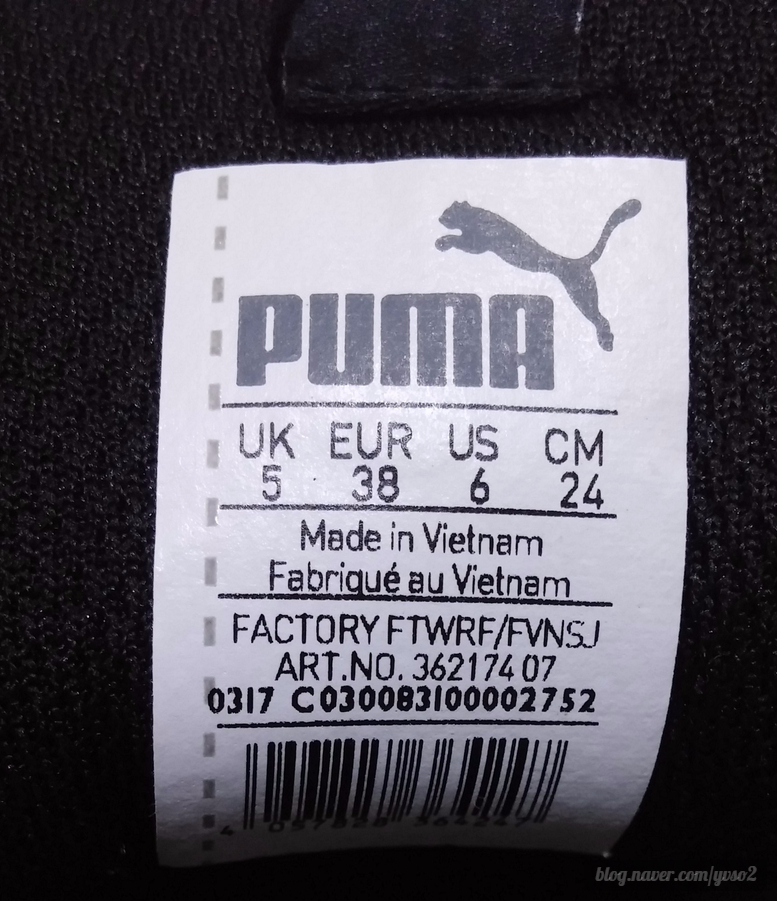 PUMA
UK EUR US CM
5 38 6 24
Made in Vietnam
Fabriqué au Vietnam
FACTORY FTWRF/FVNSJ
ART.NO. 362174 07
0317 C030083100002752
blog.naver.com/yvso2